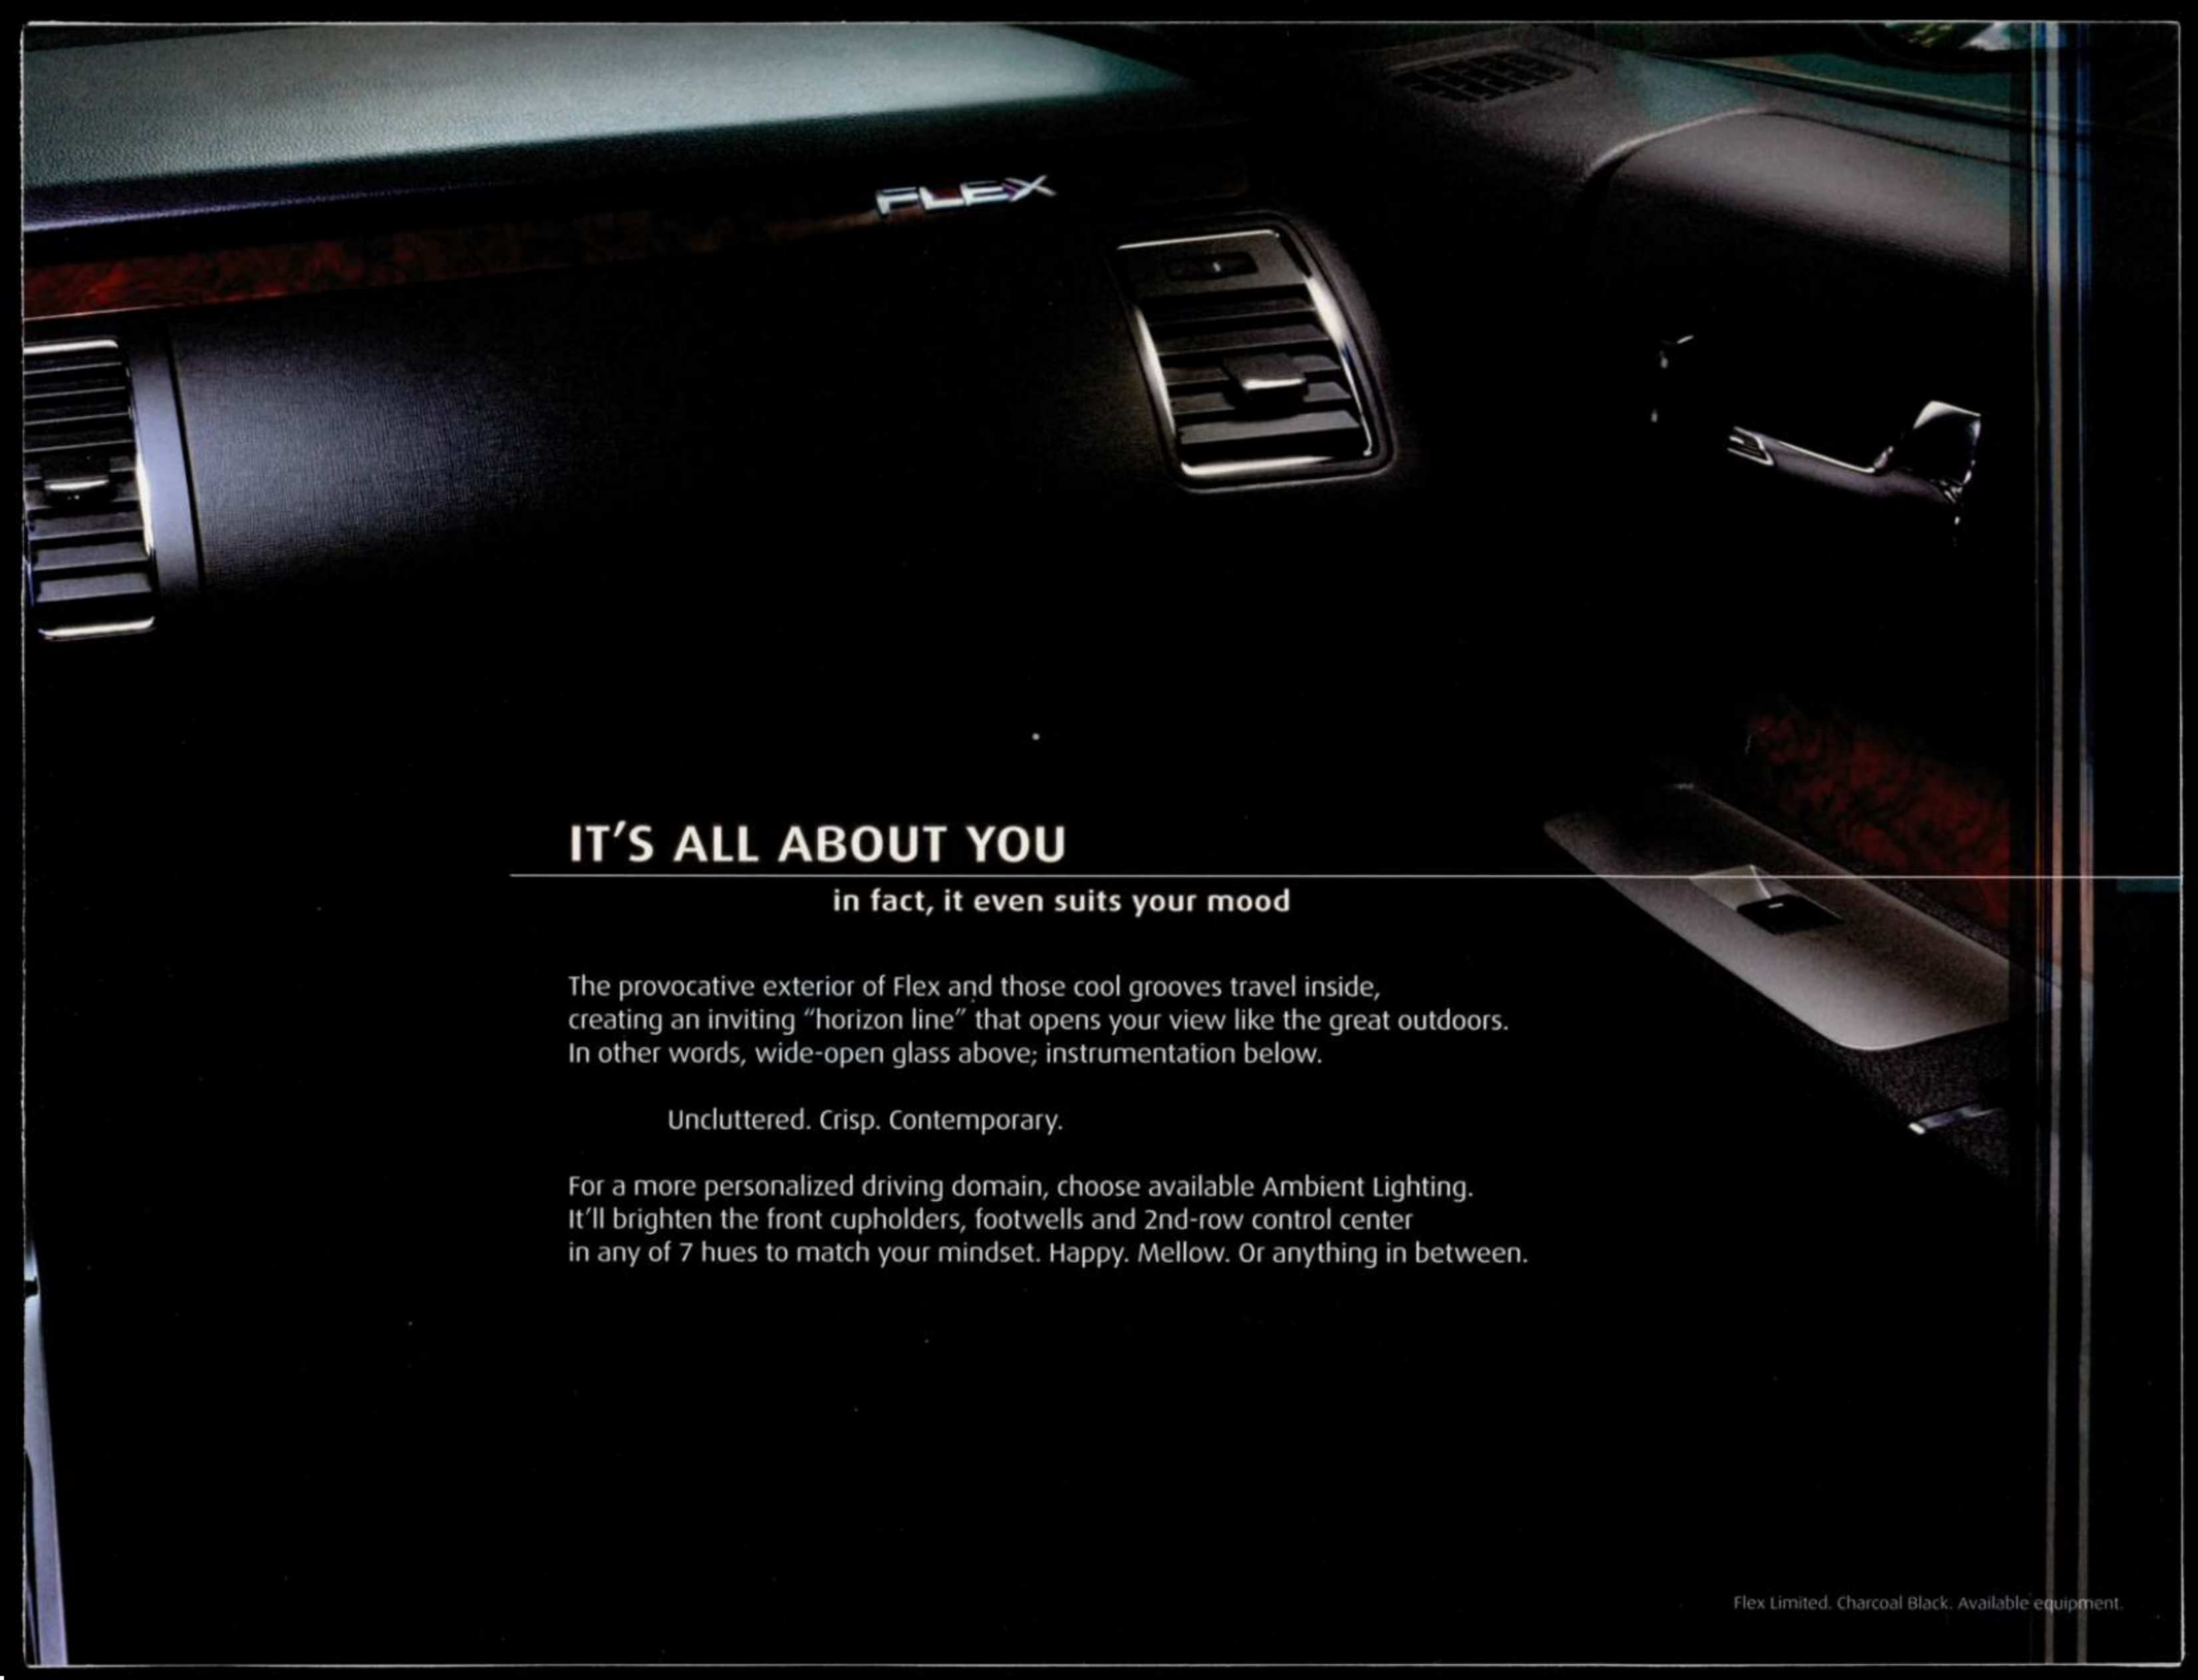 FLEX
IT'S ALL ABOUT YOU
in fact, it even suits your mood
The provocative exterior of Flex and those cool grooves travel inside,
creating an inviting “horizon line” that opens your view like the great outdoors.
In other words, wide-open glass above; instrumentation below.
Uncluttered. Crisp. Contemporary.
For a more personalized driving domain, choose available Ambient Lighting.
It'll brighten the front cupholders, footwells and 2nd-row control center
in any of 7 hues to match your mindset. Happy. Mellow. Or anything in between.
Flex Limited. Charcoal Black. Available equipment.